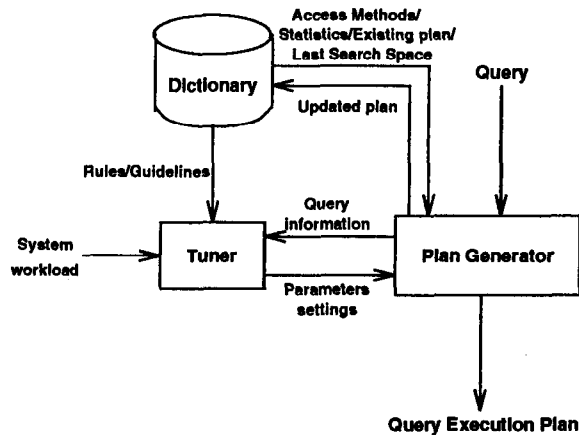 Access Methods/
Statistics/Existing plan/
Last Search Space
Query
Dictionary
Updated plan
Rules/Guidelines
Query
information
System
workload
Tuner
Plan Generator
Parameters
settings
Query Execution Plan